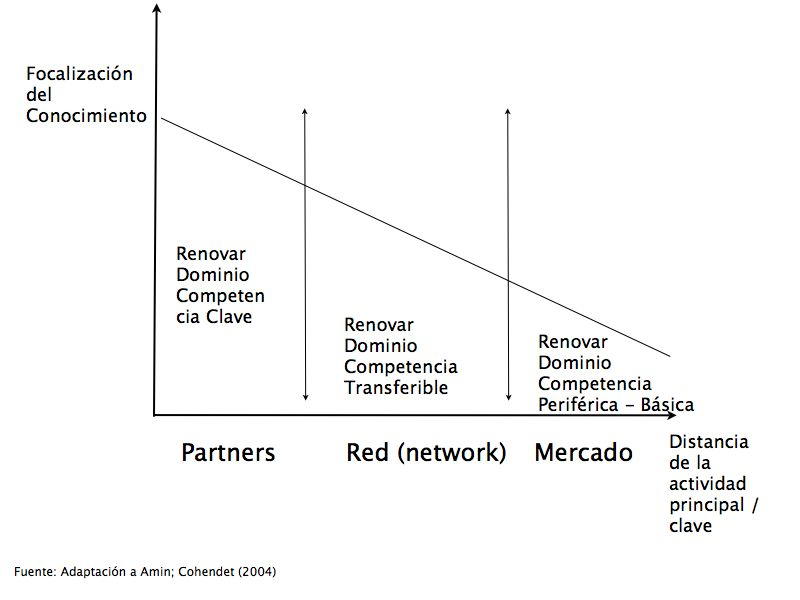 Focalización
del
Conocimiento
Renovar
Dominio
Competen
cia Clave
Renovar
Dominio
Competencia
Transferible
Renovar
Dominio
Competencia
Periférica – Básica
Partners
Red (network)
Mercado
Distancia
de la
actividad
principal /
clave
Fuente: Adaptación a Amin; Cohendet (2004)